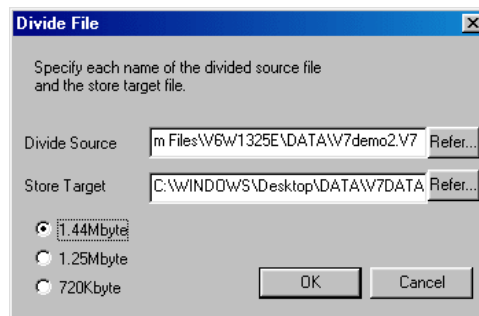 Divide File
Specify each name of the divided source file
and the store target file.
Divide Source m Files\V6W1325E\DATA\V7demo2.V7 Refer...
Store Target C:\WINDOWS\Desktop\DATA\V7DATA Refer...
1.44Mbyte
1.25Mbyte
720Kbyte
OK Cancel